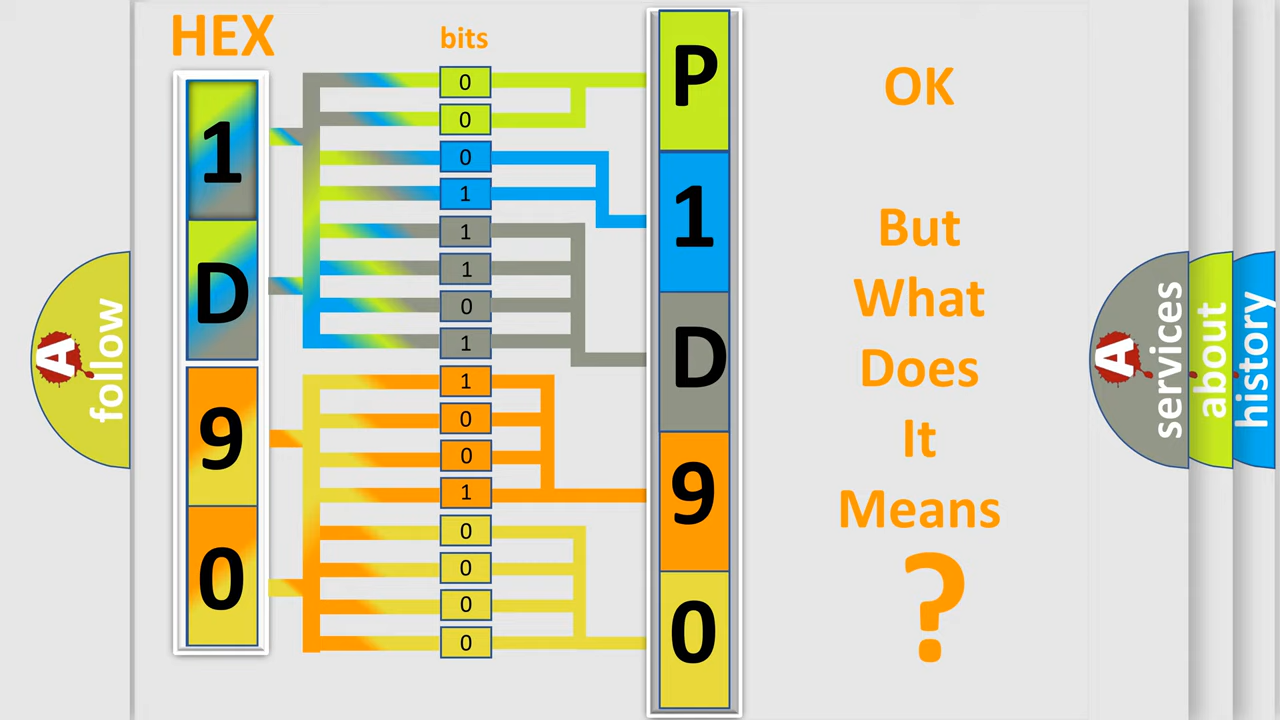 HEX
bits
1
D
9
0
0
0
0
1
1
1
0
1
1
0
0
1
0
0
0
0
P
1
D
9
0
OK
But
What
Does
It
Means
?
A
follow
A
services
about
history